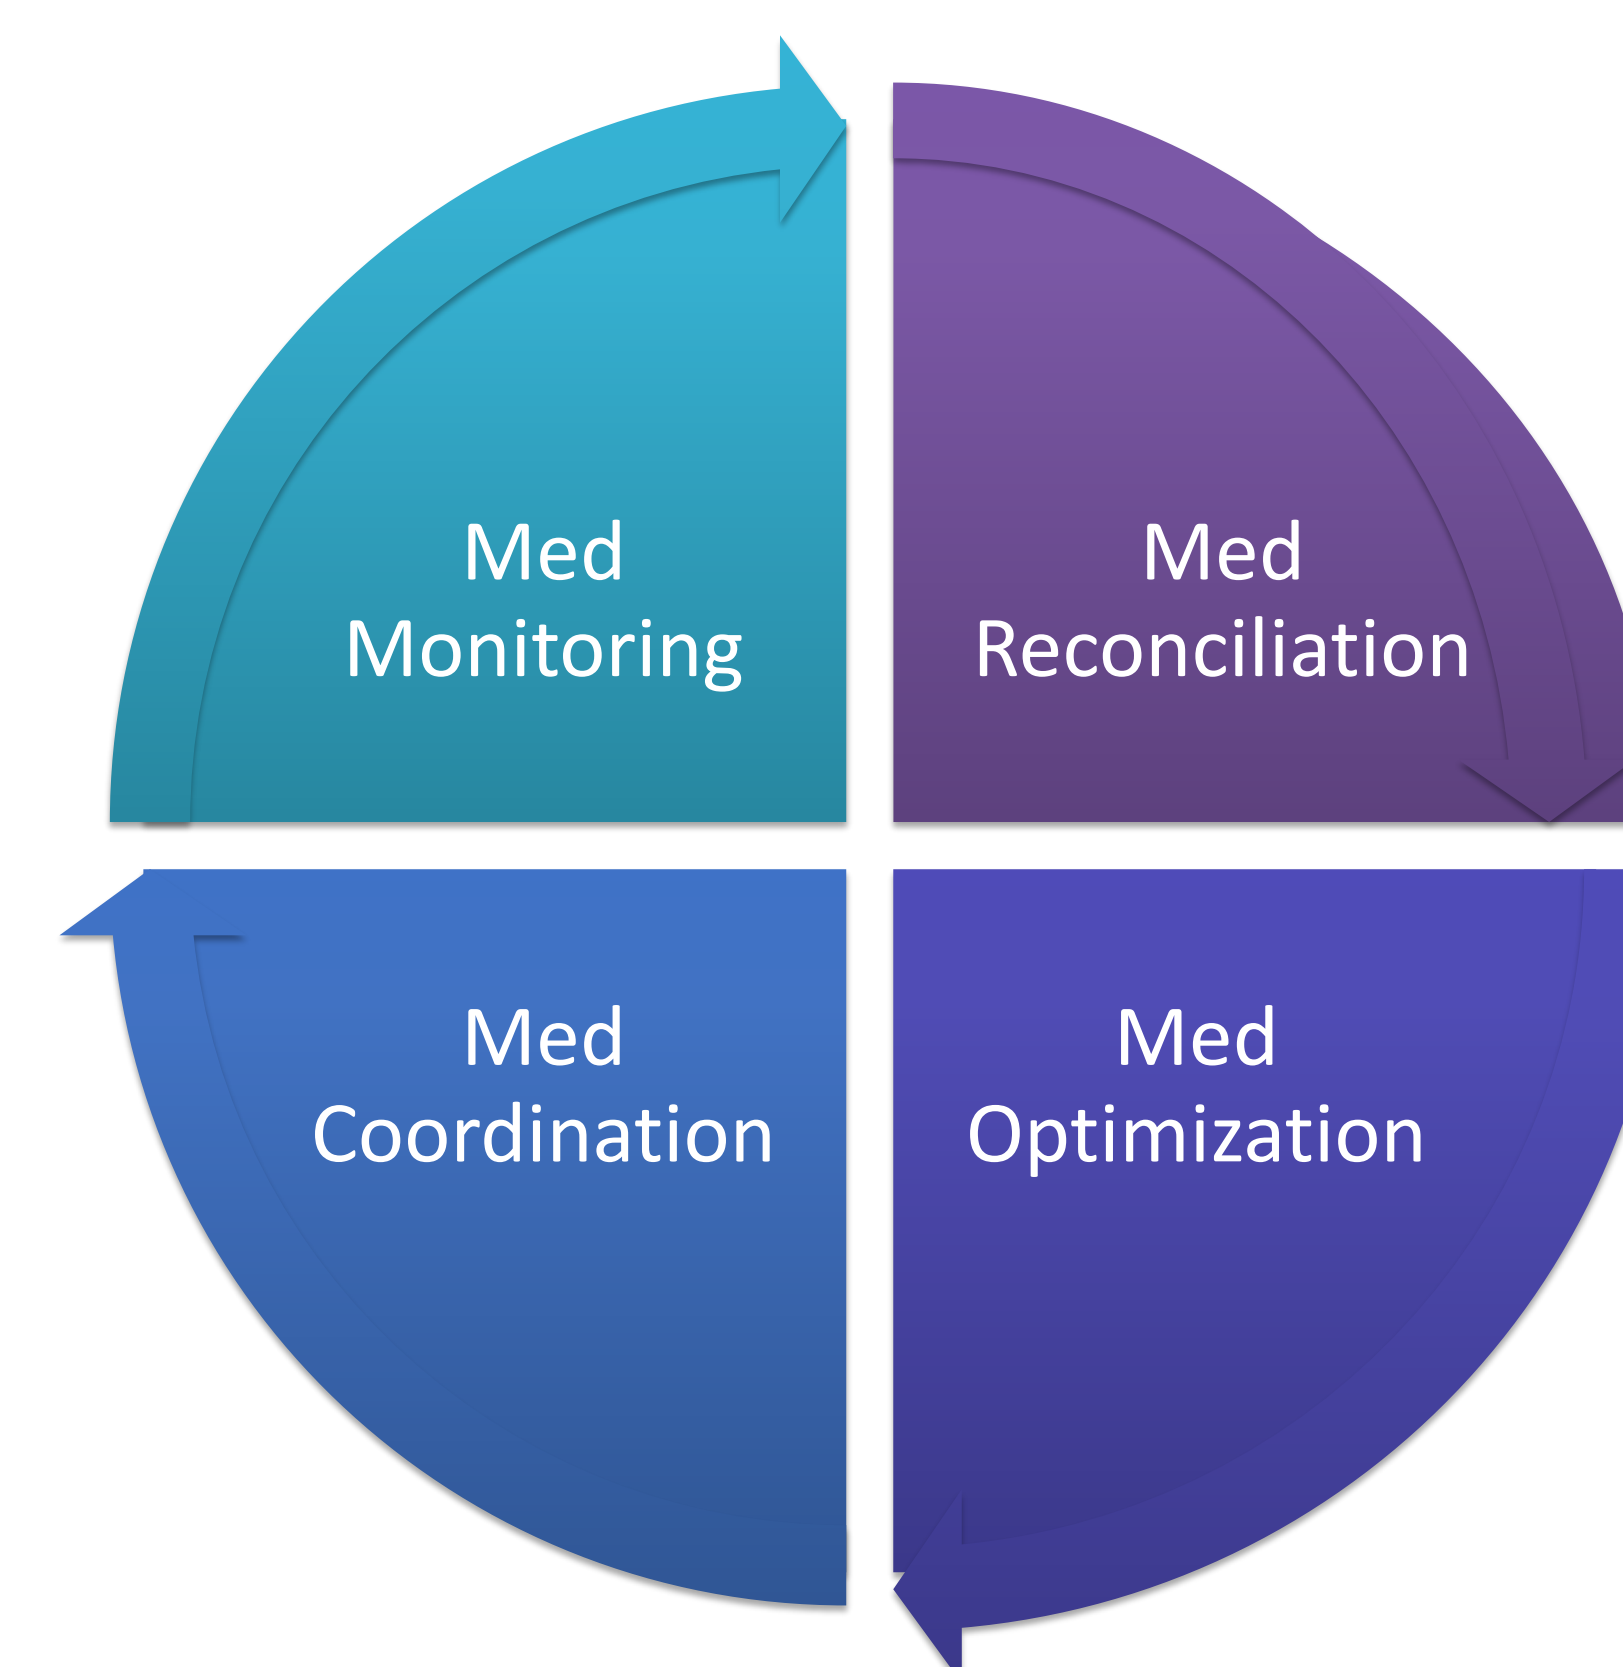 Med
Monitoring
Med
Reconciliation
Med
Coordination
Med
Optimization